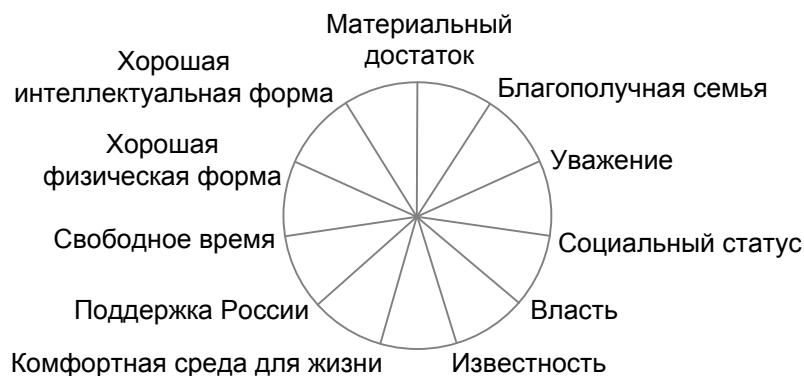 Материальный
достаток
Благополучная семья
Уважение
Социальный статус
Власть
Известность
Комфортная среда для жизни
Поддержка России
Свободное время
Хорошая
физическая форма
Хорошая
интеллектуальная форма